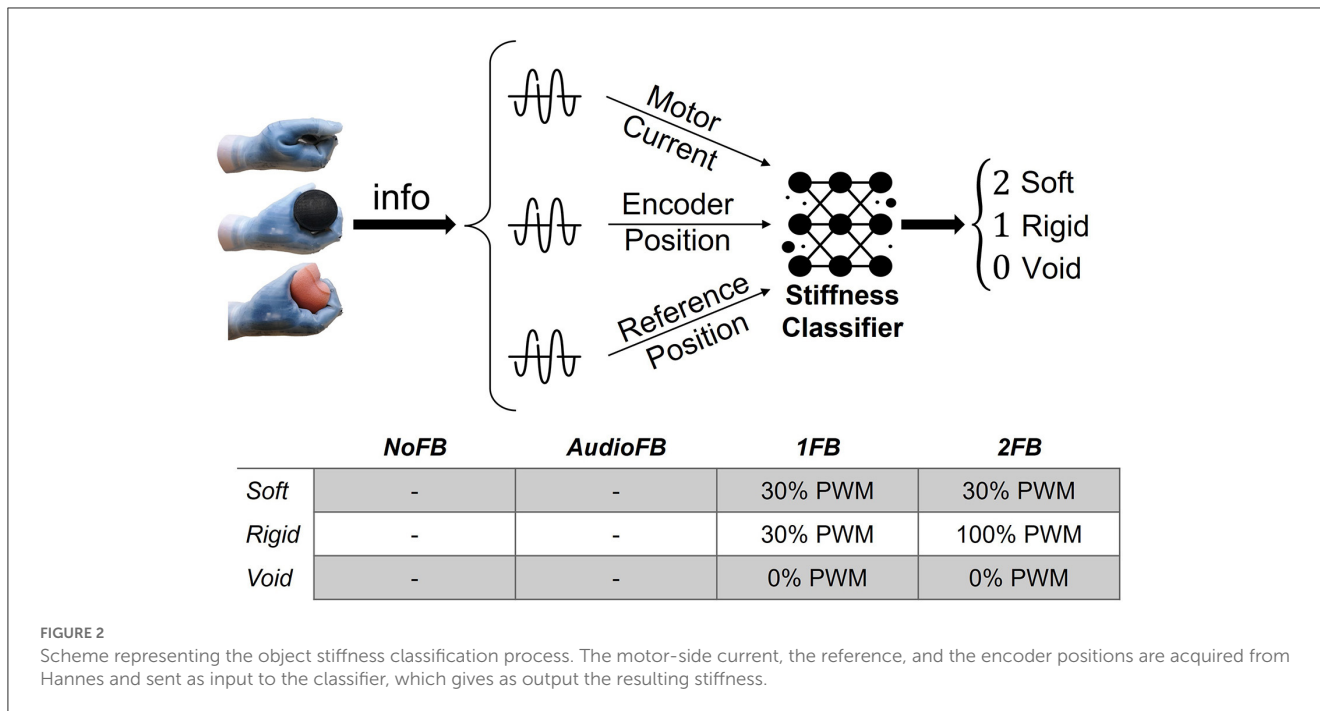 Motor
Current
info
Encoder
Position
Reference
Position
Stiffness
Classifier
2 Soft
1 Rigid
0 Void
NoFB AudioFB 1FB 2FB
Soft - - 30% PWM 30% PWM
Rigid - - 30% PWM 100% PWM
Void - - 0% PWM 0% PWM
FIGURE 2
Scheme representing the object stiffness classification process. The motor-side current, the reference, and the encoder positions are acquired from
Hannes and sent as input to the classifier, which gives as output the resulting stiffness.